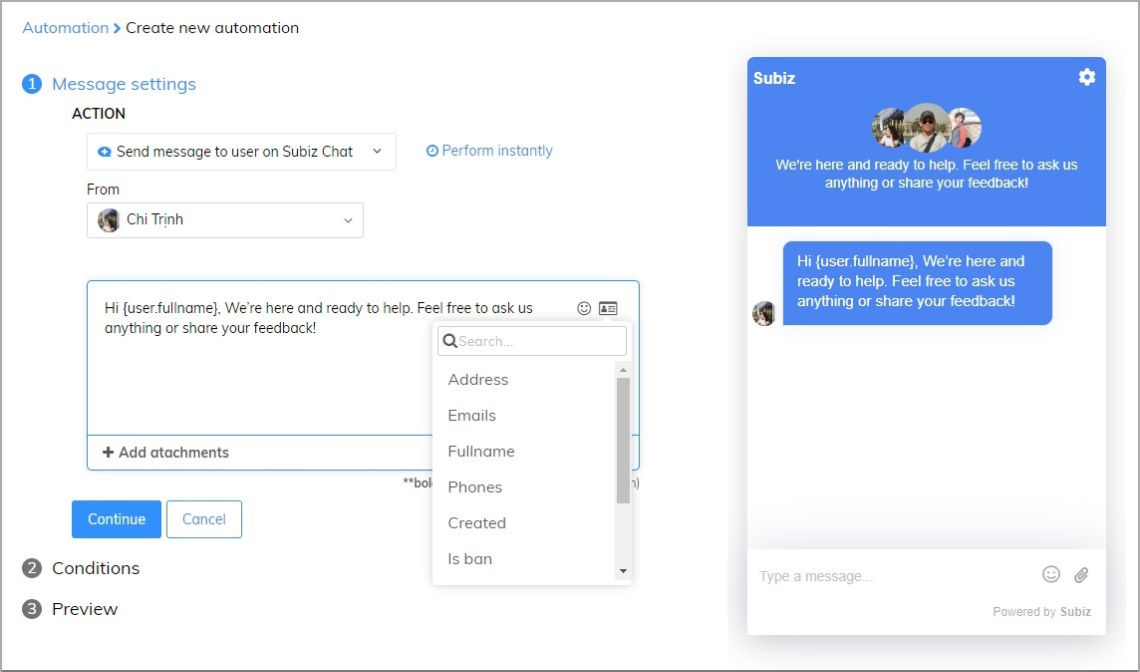 Automation > Create new automation
1 Message settings
ACTION
Send message to user on Subiz Chat
Perform instantly
From
Chi Trịnh
Hi {user.fullname}, We're here and ready to help. Feel free to ask us
anything or share your feedback!
Search...
Address
Emails
Fullname
Phones
Created
Is ban
+ Add atachments
Continue
Cancel
2 Conditions
3 Preview
Subiz
We're here and ready to help. Feel free to ask us
anything or share your feedback!
Hi {user.fullname}, We're here and
ready to help. Feel free to ask us
anything or share your feedback!
Type a message...
Powered by Subiz